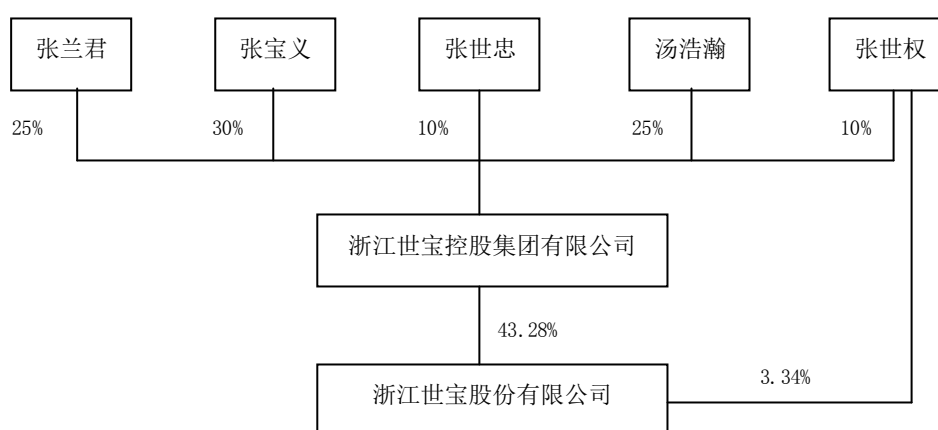 张兰君
张宝义
张世忠
汤浩瀚
张世权
25%
30%
10%
25%
10%
浙江世宝控股集团有限公司
43.28%
3.34%
浙江世宝股份有限公司